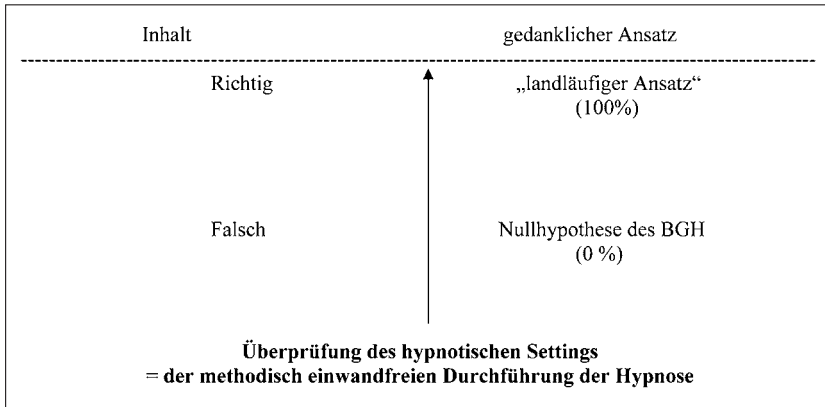 Inhalt gedanklicher Ansatz
Richtig „landläufiger Ansatz“
(100%)
Falsch Nullhypothese des BGH
(0 %)
Überprüfung des hypnotischen Settings
= der methodisch einwandfreien Durchführung der Hypnose